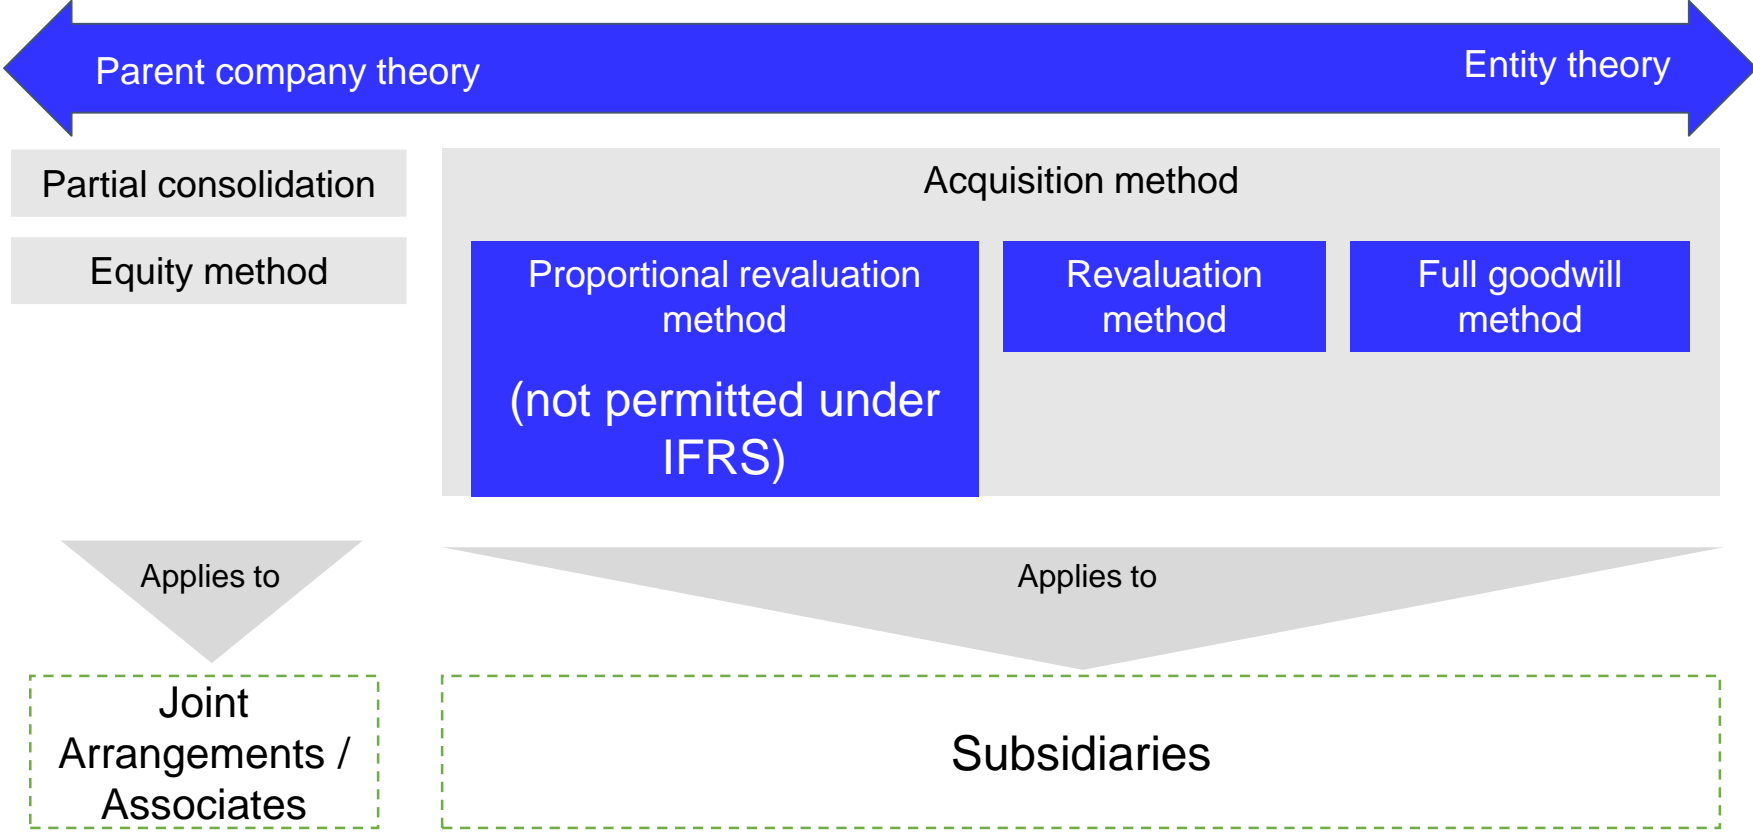 Parent company theory
Entity theory
Partial consolidation
Equity method
Acquisition method
Proportional revaluation
method
(not permitted under
IFRS)
Revaluation
method
Full goodwill
method
Applies to
Applies to
Joint
Arrangements /
Associates
Subsidiaries